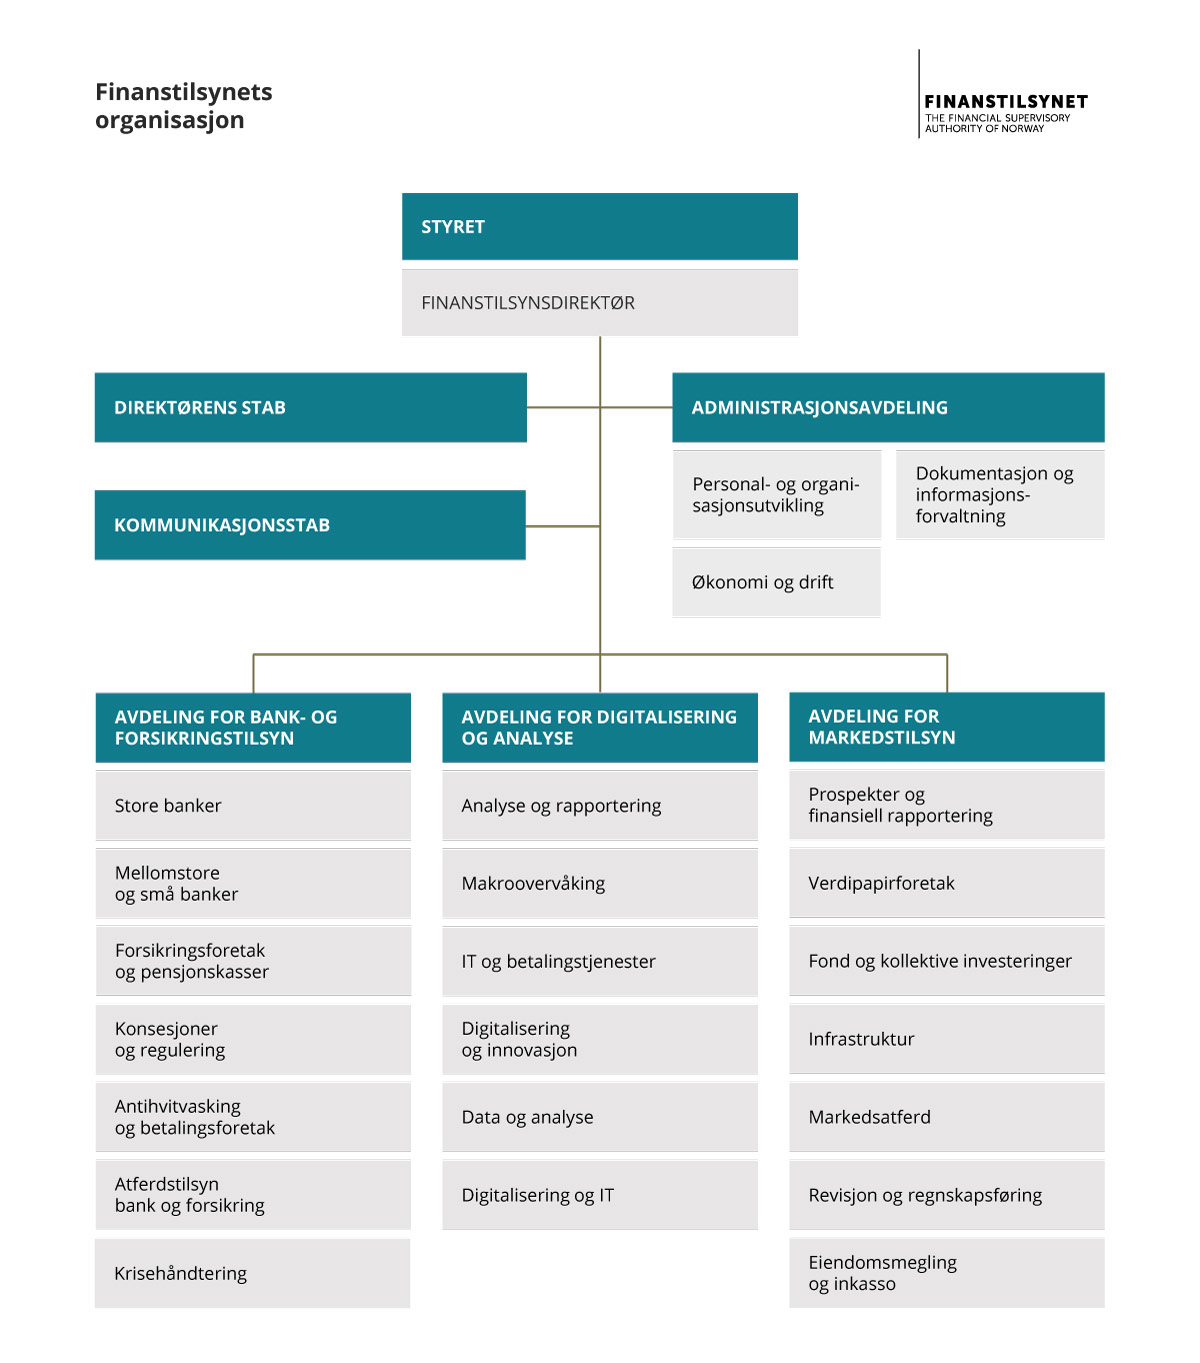 Finanstilsynets
organisasjon
FINANSTILSYNET
THE FINANCIAL SUPERVISORY
AUTHORITY OF NORWAY
STYRET
FINANSTILSYNSDIREKTØR
DIREKTØRENS STAB
KOMMUNIKASJONSSTAB
ADMINISTRASJONSAVDELING
Personal- og organi-
sasjonsutvikling
Dokumentasjon og
informasjons-
forvaltning
Økonomi og drift
AVDELING FOR BANK- OG
FORSIKRINGSTILSYN
Store banker
Mellomstore
og små banker
Forsikringsforetak
og pensjonskasser
Konsesjoner
og regulering
Antihvitvasking
og betalingsforetak
Atferdstilsyn
bank og forsikring
Krisehåndtering
AVDELING FOR DIGITALISERING
OG ANALYSE
Analyse og rapportering
Makroovervåking
IT og betalingstjenester
Digitalisering
og innovasjon
Data og analyse
Digitalisering og IT
AVDELING FOR
MARKEDSTILSYN
Prospekter og
finansiell rapportering
Verdipapirforetak
Fond og kollektive investeringer
Infrastruktur
Markedsatferd
Revisjon og regnskapsføring
Eiendomsmegling
og inkasso